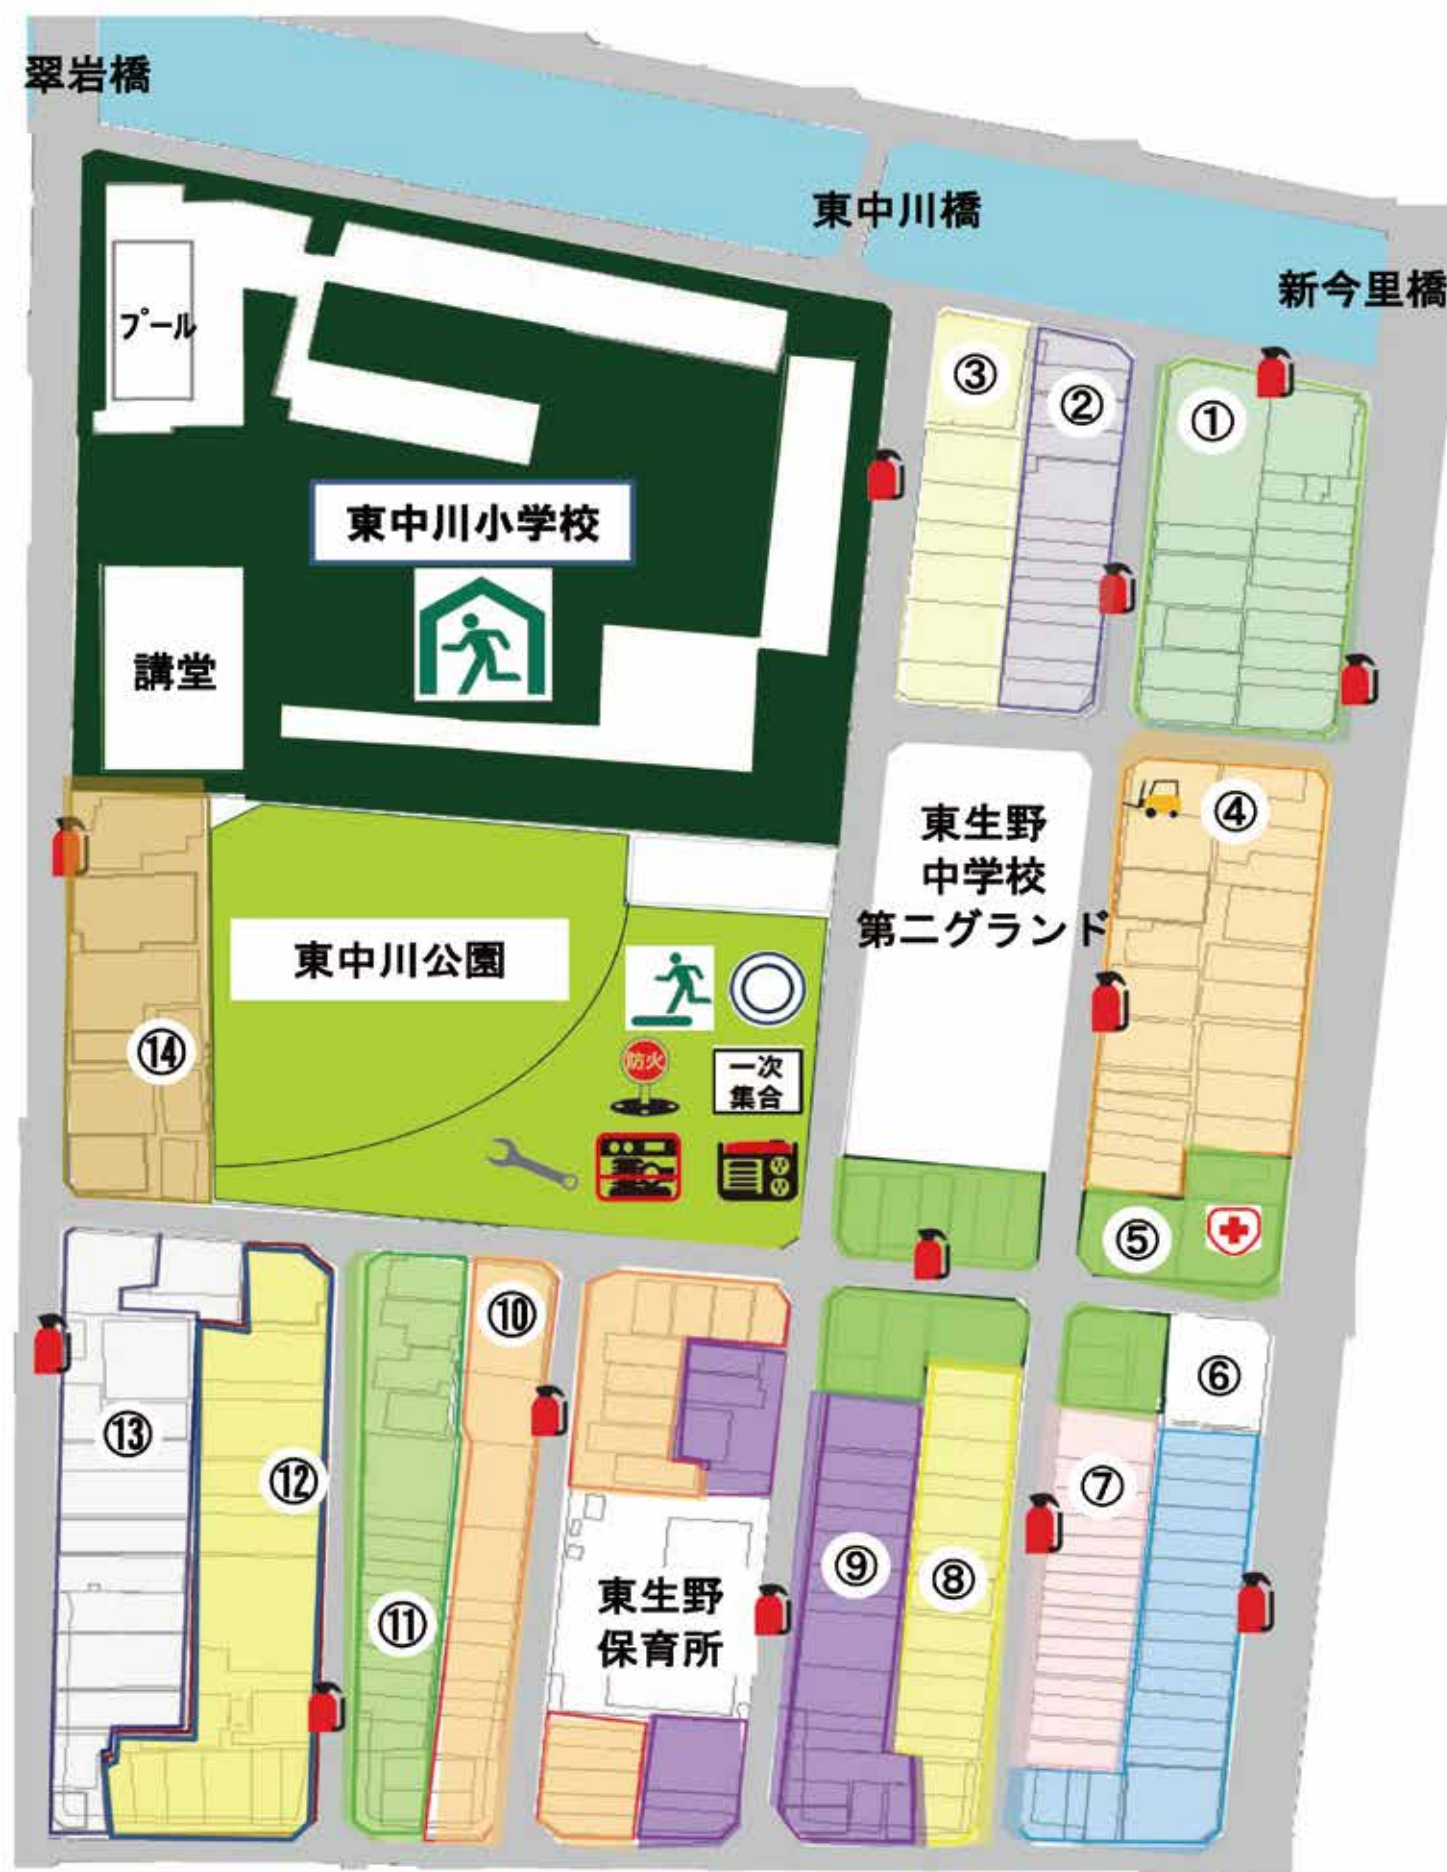 翠岩橋
東中川橋
新今里橋
プール
③
②
①
東中川小学校
講堂
④
東生野
中学校
第二グランド
東中川公園
⑭
防火
一次
集合
⑤
⑩
⑥
⑬
⑫
⑦
⑨
⑧
⑪
東生野
保育所